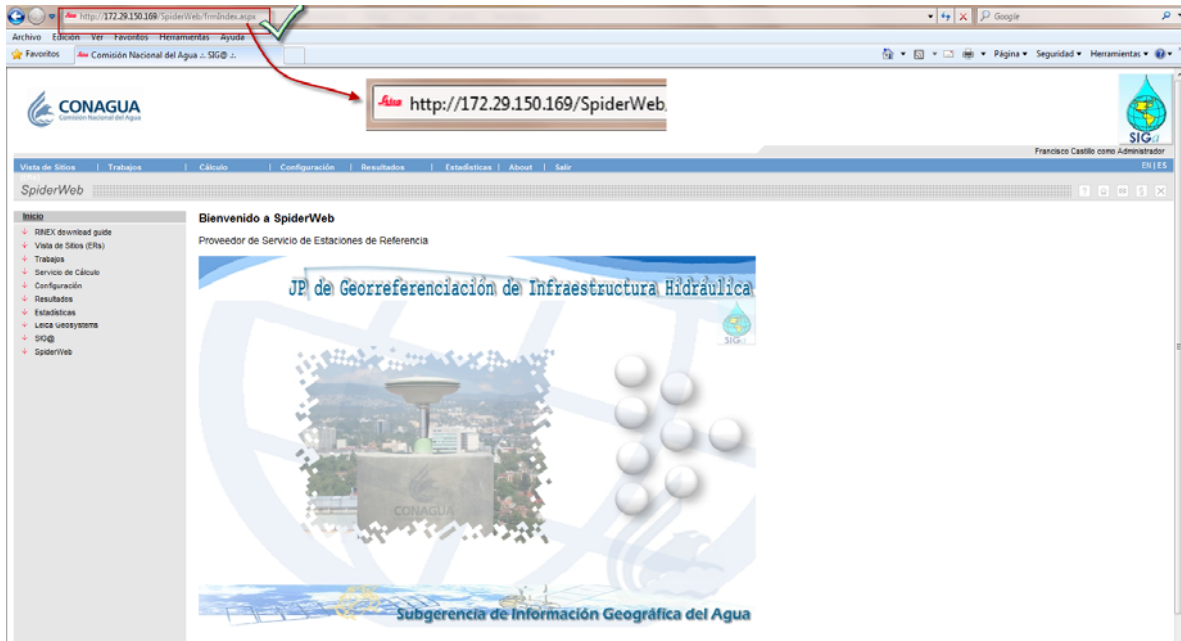 http://172.29.150.169/SpiderWeb/frmIndex.aspx
Google
Archivo Edición Ver Favoritos Herramientas Ayuda
Favoritos
Comisión Nacional del Agua .:. SIG@ .:.
Página Seguridad Herramientas
CONAGUA
Comisión Nacional del Agua
http://172.29.150.169/SpiderWeb
SIG@
Francisco Castillo como Administrador
Vista de Sitios | Trabajos | Cálculo | Configuración | Resultados | Estadísticas | About | Salir
EN | ES
SpiderWeb
Inicio
RINEX download guide
Vista de Sitios (ERs)
Trabajos
Servicio de Cálculo
Configuración
Resultados
Estadísticas
Leica Geosystems
SIG@
SpiderWeb
Bienvenido a SpiderWeb
Proveedor de Servicio de Estaciones de Referencia
JP de Georreferenciación de Infraestructura Hidráulica
SIG@
CONAGUA
Subgerencia de Información Geográfica del Agua